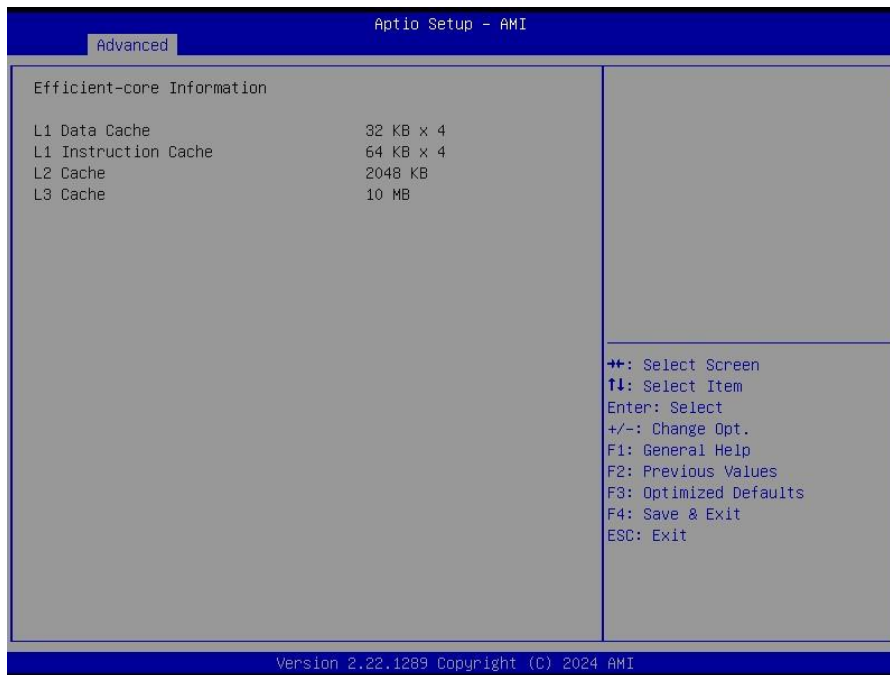 Aptio Setup - AMI
Advanced
Efficient-core Information
L1 Data Cache 32 KB x 4
L1 Instruction Cache 64 KB x 4
L2 Cache 2048 KB
L3 Cache 10 MB
→←: Select Screen
↑↓: Select Item
Enter: Select
+/-: Change Opt.
F1: General Help
F2: Previous Values
F3: Optimized Defaults
F4: Save & Exit
ESC: Exit
Version 2.22.1289 Copyright (C) 2024 AMI